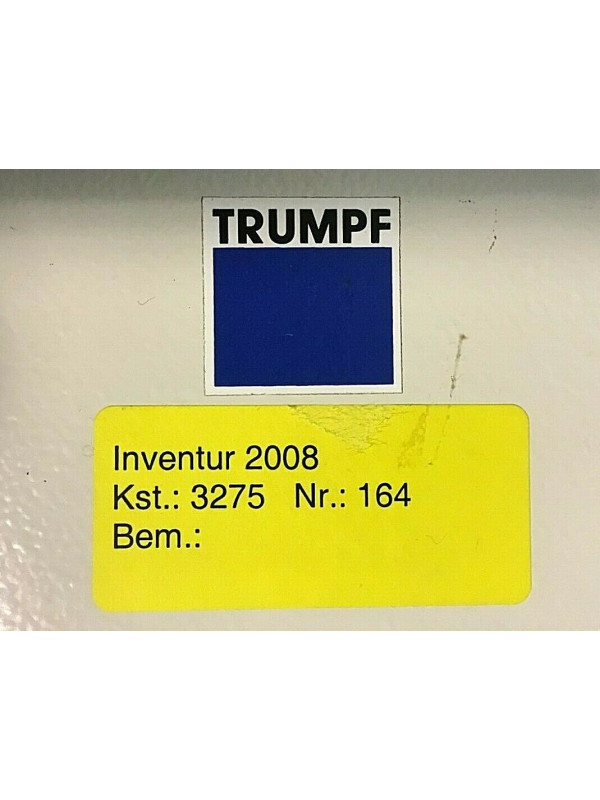 TRUMPF
Inventur 2008
Kst.: 3275 Nr.: 164
Bem.: